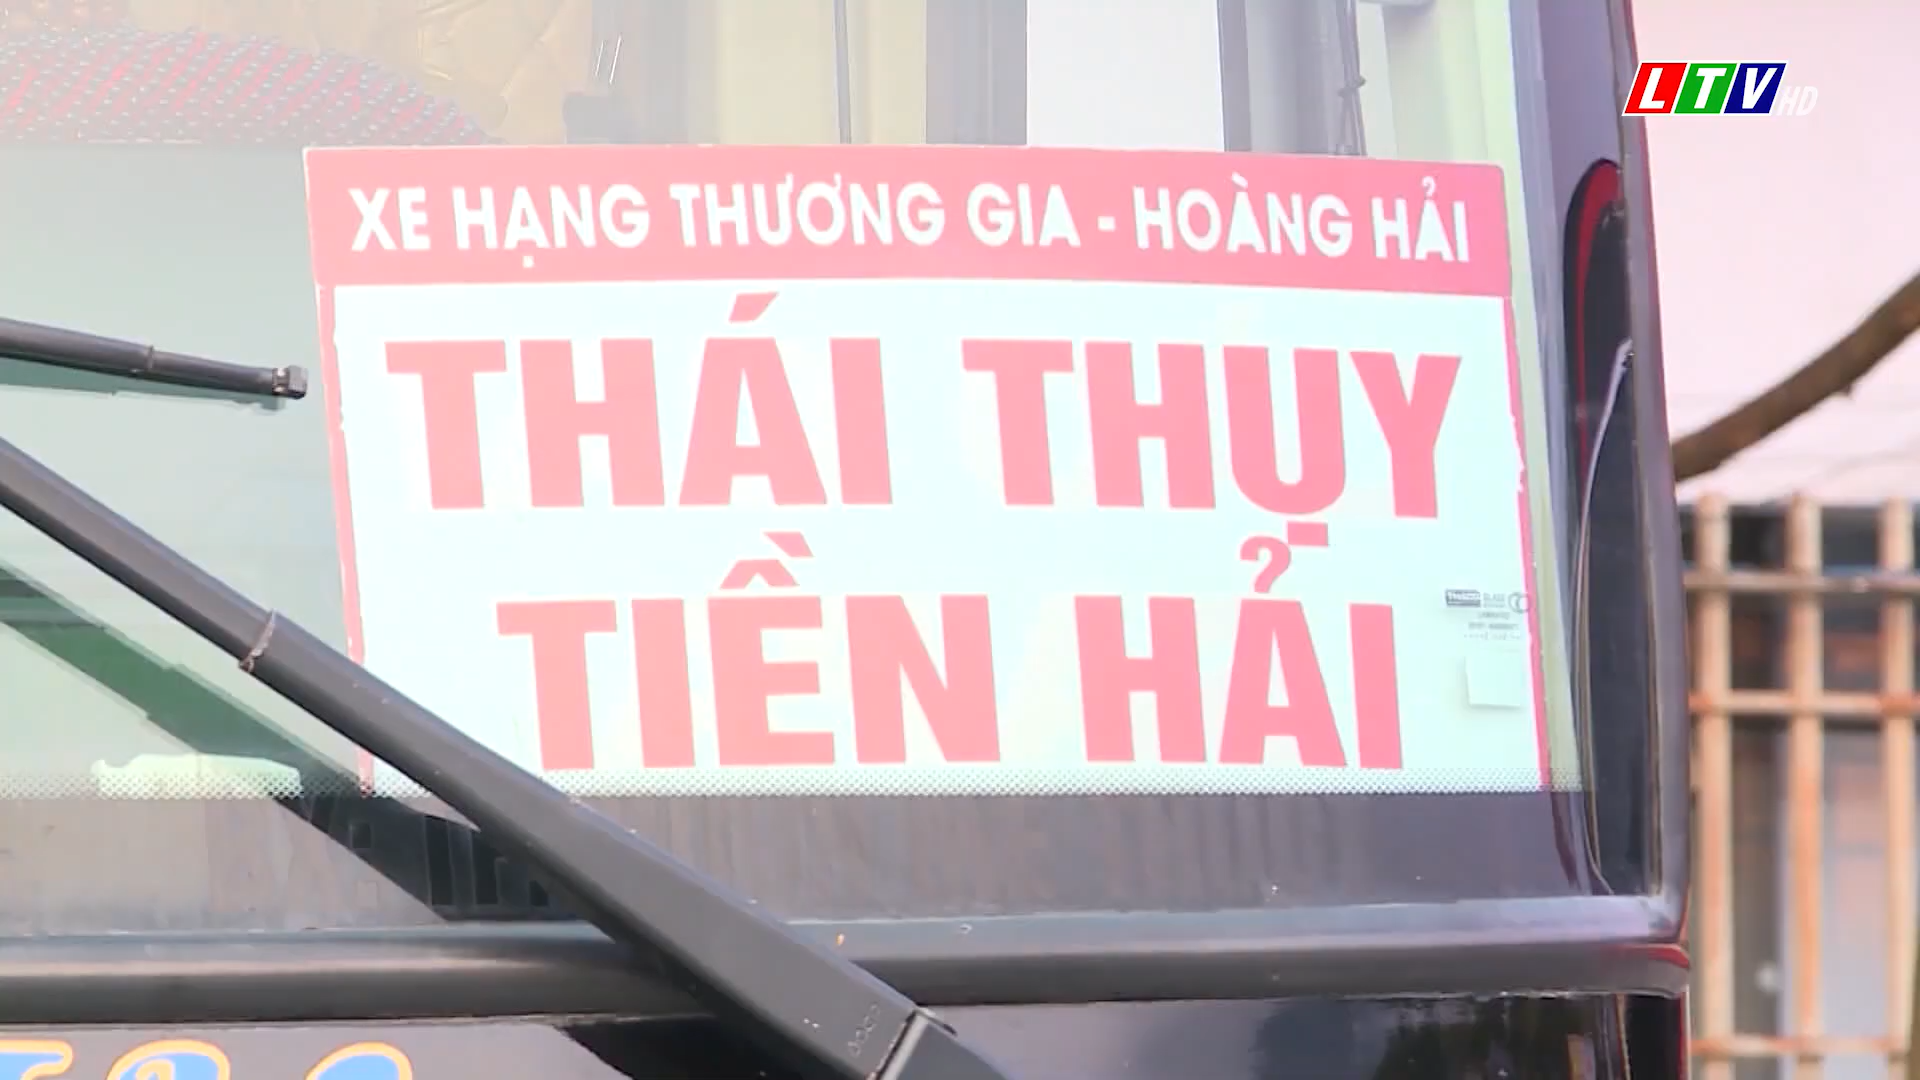 LTV HD
XE HẠNG THƯƠNG GIA - HOÀNG HẢI
THÁI THỤY
TIỀN HẢI